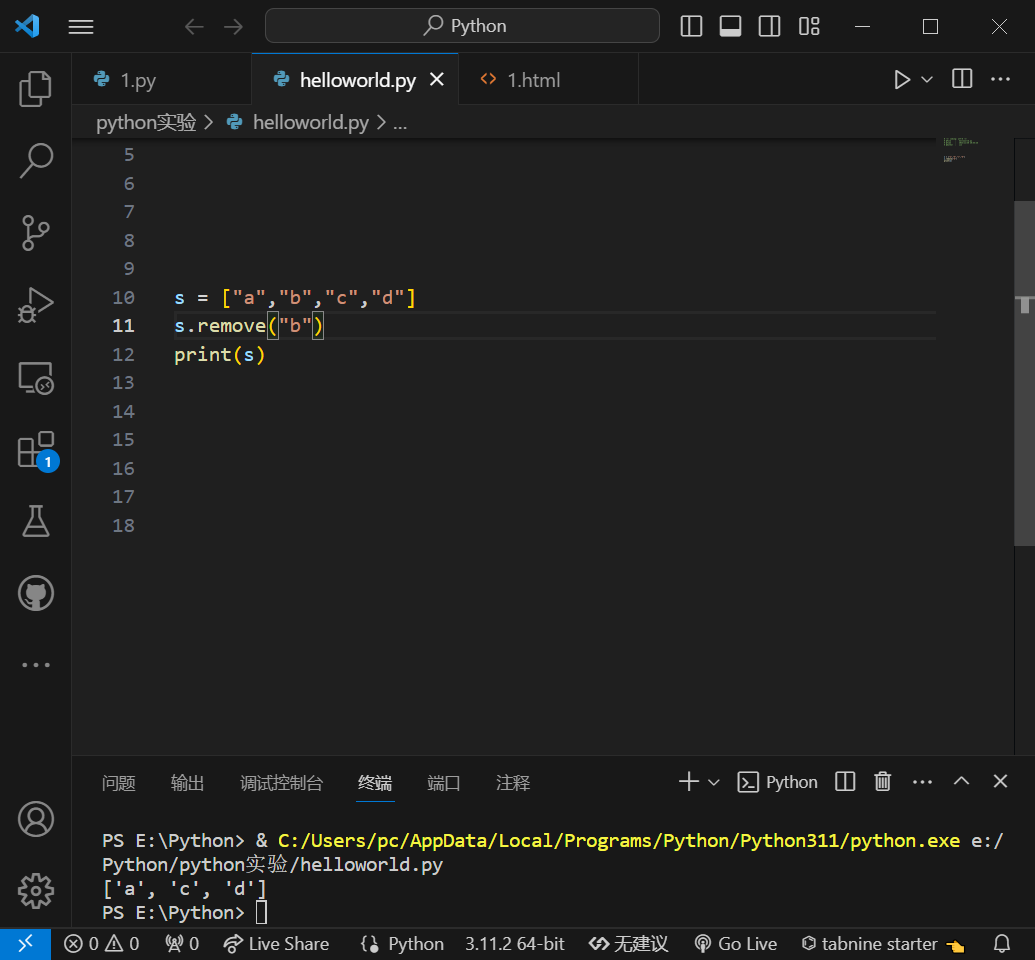 Python
1.py
helloworld.py
1.html
python实验 > helloworld.py > ...
5
6
7
8
9
10 s = ["a","b","c","d"]
11 s.remove("b")
12 print(s)
13
14
15
16
17
18
1
问题 输出 调试控制台 终端 端口 注释
Python
PS E:\Python> & C:/Users/pc/AppData/Local/Programs/Python/Python311/python.exe e:/
Python/python实验/helloworld.py
['a', 'c', 'd']
PS E:\Python>
0 0 0 Live Share Python 3.11.2 64-bit 无建议 Go Live tabnine starter